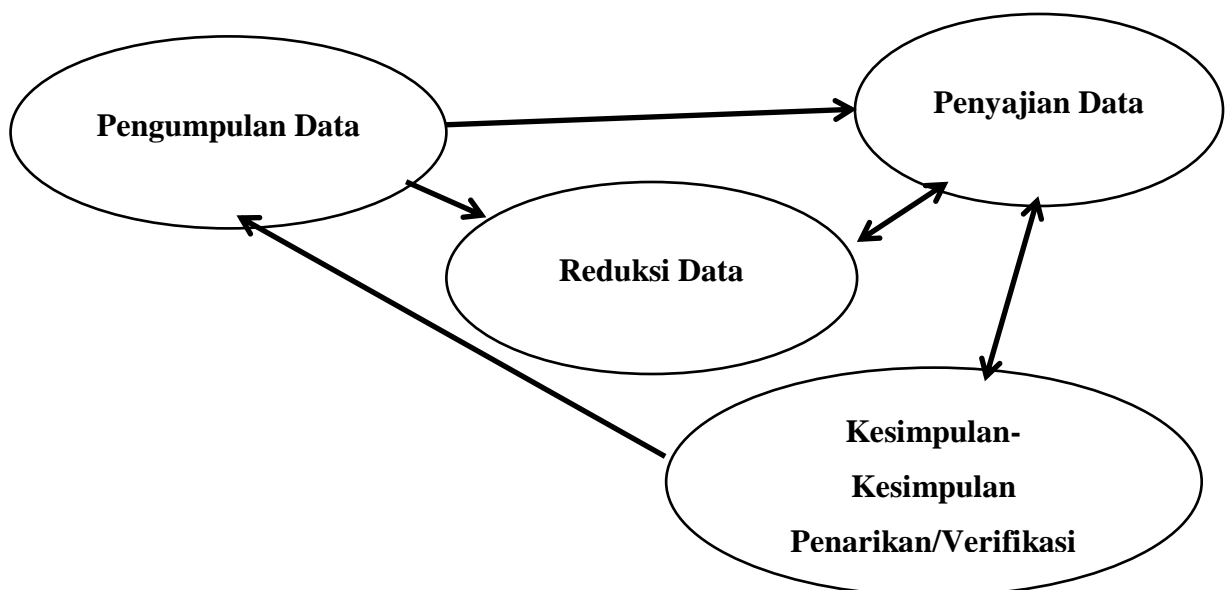 Pengumpulan Data
Penyajian Data
Reduksi Data
Kesimpulan-
Kesimpulan
Penarikan/Verifikasi